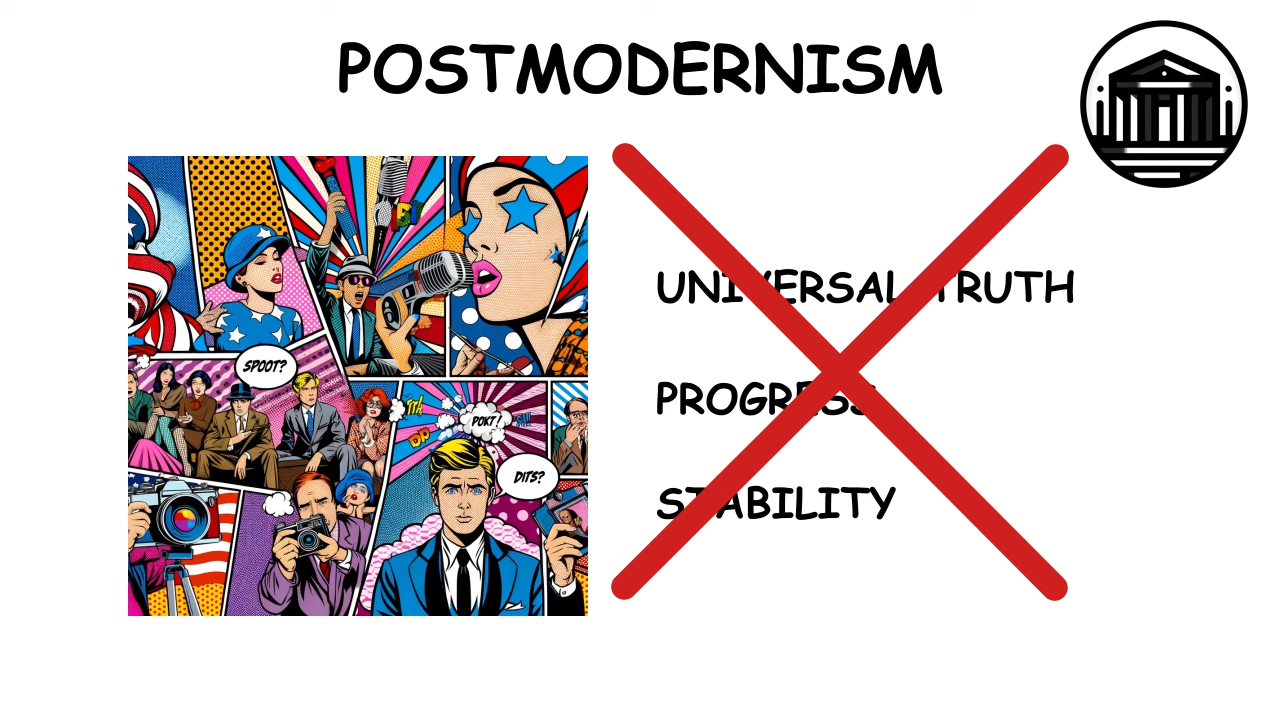 POSTMODERNISM
SPOOT?
POKT!
DITS?
UNIVERSAL TRUTH
PROGRESS
STABILITY